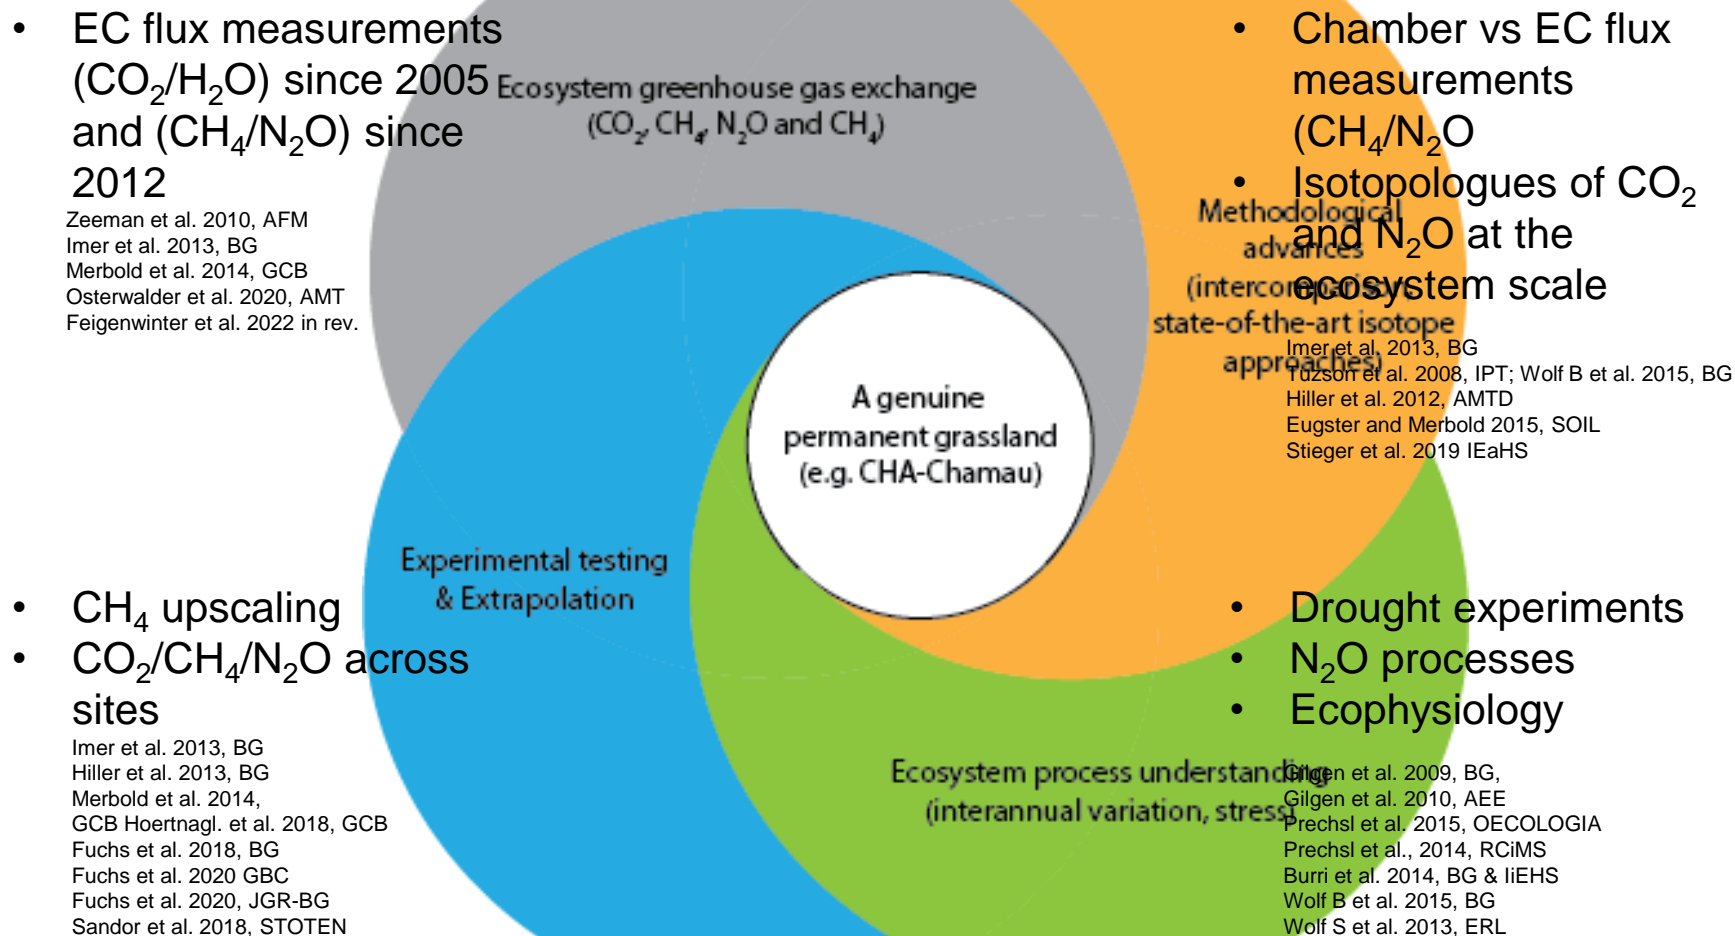 • EC flux measurements
(CO₂/H₂O) since 2005
and (CH₄/N₂O) since
2012
Zeeman et al. 2010, AFM
Imer et al. 2013, BG
Merbold et al. 2014, GCB
Osterwalder et al. 2020, AMT
Feigenwinter et al. 2022 in rev.
Ecosystem greenhouse gas exchange
(CO₂, CH₄, N₂O and CH₄)
• Chamber vs EC flux
measurements
(CH₄/N₂O
• Isotopologues of CO₂
and N₂O at the
ecosystem scale
Methodological
advances
(intercomparison,
state-of-the-art isotope
approaches)
Imer et al. 2013, BG
Tuzson et al. 2008, IPT; Wolf B et al. 2015, BG
Hiller et al. 2012, AMTD
Eugster and Merbold 2015, SOIL
Stieger et al. 2019 IEaHS
A genuine
permanent grassland
(e.g. CHA-Chamau)
Experimental testing
& Extrapolation
• CH₄ upscaling
• CO₂/CH₄/N₂O across
sites
Imer et al. 2013, BG
Hiller et al. 2013, BG
Merbold et al. 2014,
GCB Hoertnagl. et al. 2018, GCB
Fuchs et al. 2018, BG
Fuchs et al. 2020 GBC
Fuchs et al. 2020, JGR-BG
Sandor et al. 2018, STOTEN
• Drought experiments
• N₂O processes
• Ecophysiology
Ecosystem process understanding
(interannual variation, stress)
Gilgen et al. 2009, BG,
Gilgen et al. 2010, AEE
Prechsl et al. 2015, OECOLOGIA
Prechsl et al., 2014, RCiMS
Burri et al. 2014, BG & IiEHS
Wolf B et al. 2015, BG
Wolf S et al. 2013, ERL